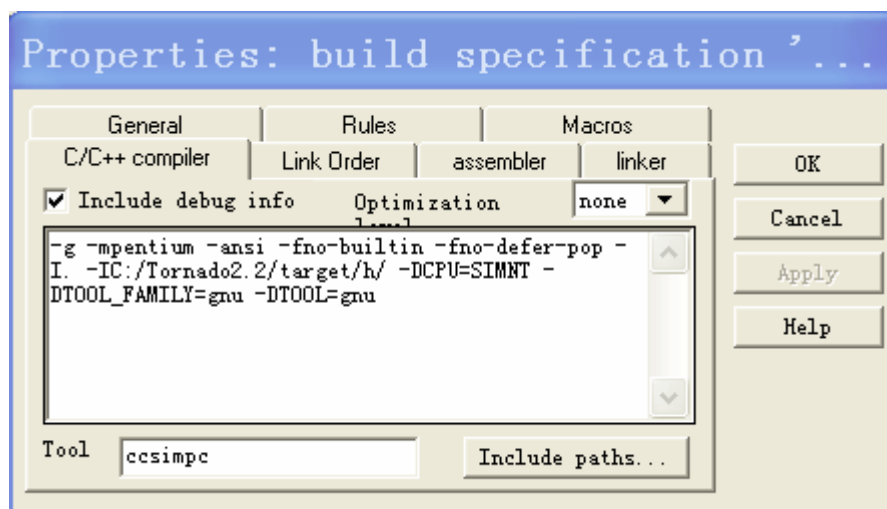 Properties: build specification '...
General Rules Macros
C/C++ compiler Link Order assembler linker
Include debug info Optimization level none
-g -mpentium -ansi -fno-builtin -fno-defer-pop -
I. -IC:/Tornado2.2/target/h/ -DCPU=SIMNT -
DTOOL_FAMILY=gnu -DTOOL=gnu
Tool ccsimpc Include paths...
OK
Cancel
Apply
Help